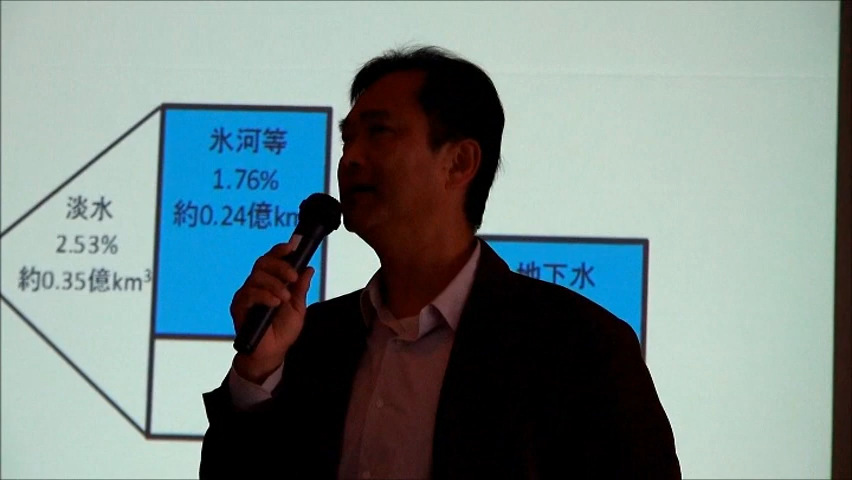 淡水
2.53%
約0.35億km³
氷河等
1.76%
約0.24億km
地下水